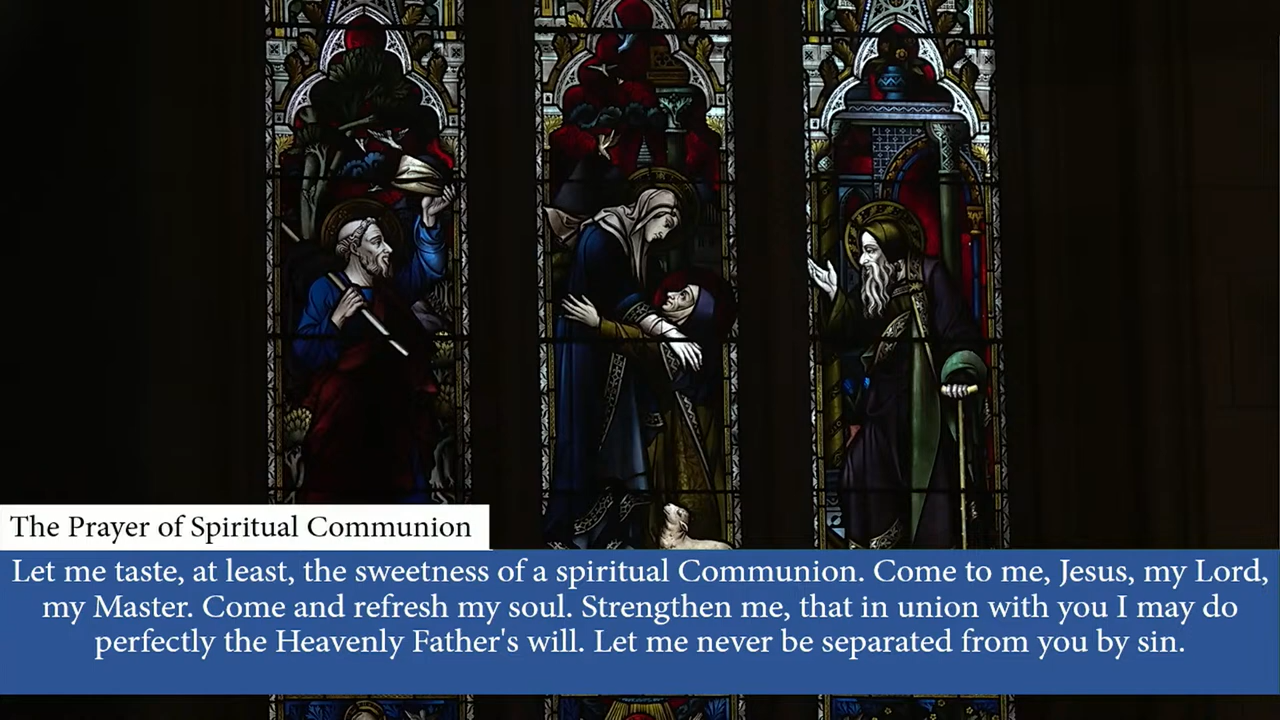 The Prayer of Spiritual Communion
Let me taste, at least, the sweetness of a spiritual Communion. Come to me, Jesus, my Lord,
my Master. Come and refresh my soul. Strengthen me, that in union with you I may do
perfectly the Heavenly Father's will. Let me never be separated from you by sin.